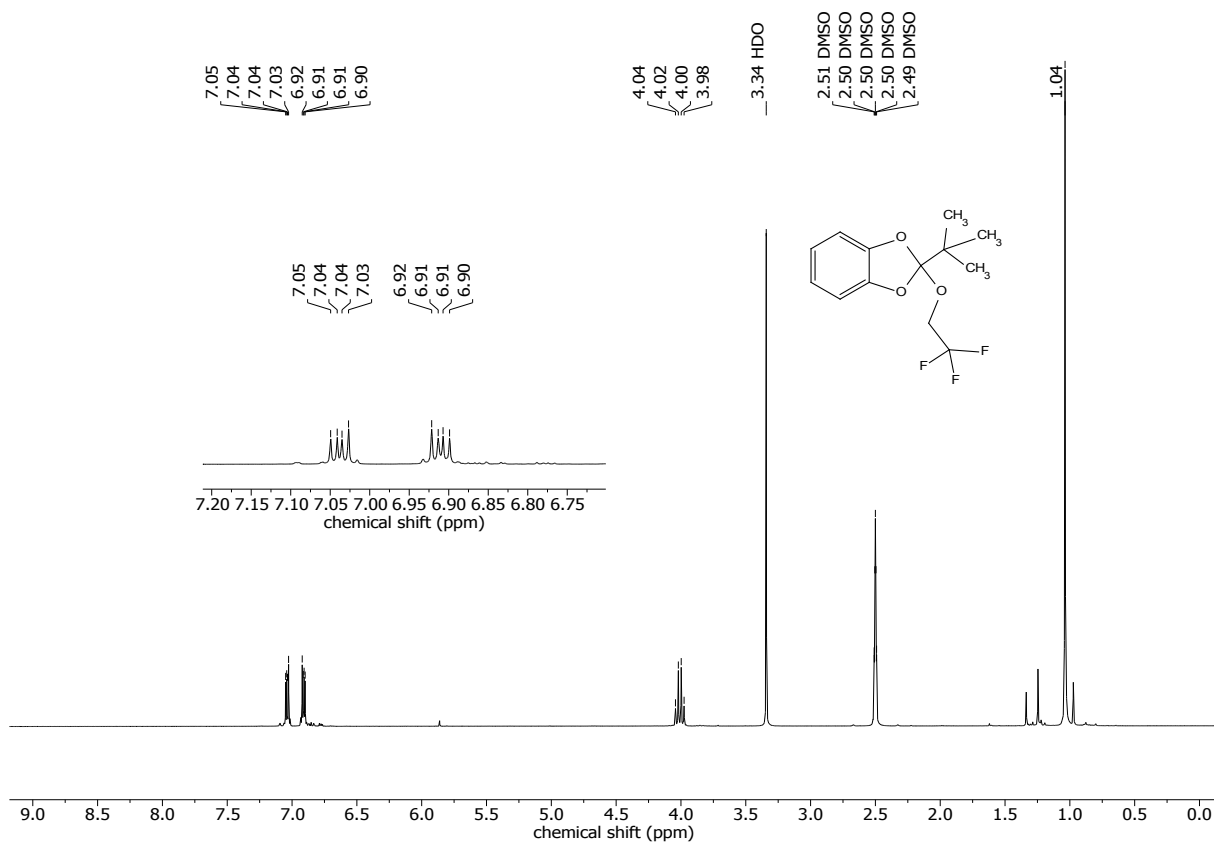 7.05
7.04
7.04
7.03
6.92
6.91
6.91
6.90
4.04
4.02
4.00
3.98
3.34 HDO
2.51 DMSO
2.50 DMSO
2.50 DMSO
2.50 DMSO
2.49 DMSO
1.04
CH3
O
CH3
CH3
O
O
F
F
F
7.05
7.04
7.04
7.03
6.92
6.91
6.91
6.90
7.20 7.15 7.10 7.05 7.00 6.95 6.90 6.85 6.80 6.75
chemical shift (ppm)
9.0 8.5 8.0 7.5 7.0 6.5 6.0 5.5 5.0 4.5 4.0 3.5 3.0 2.5 2.0 1.5 1.0 0.5 0.0
chemical shift (ppm)